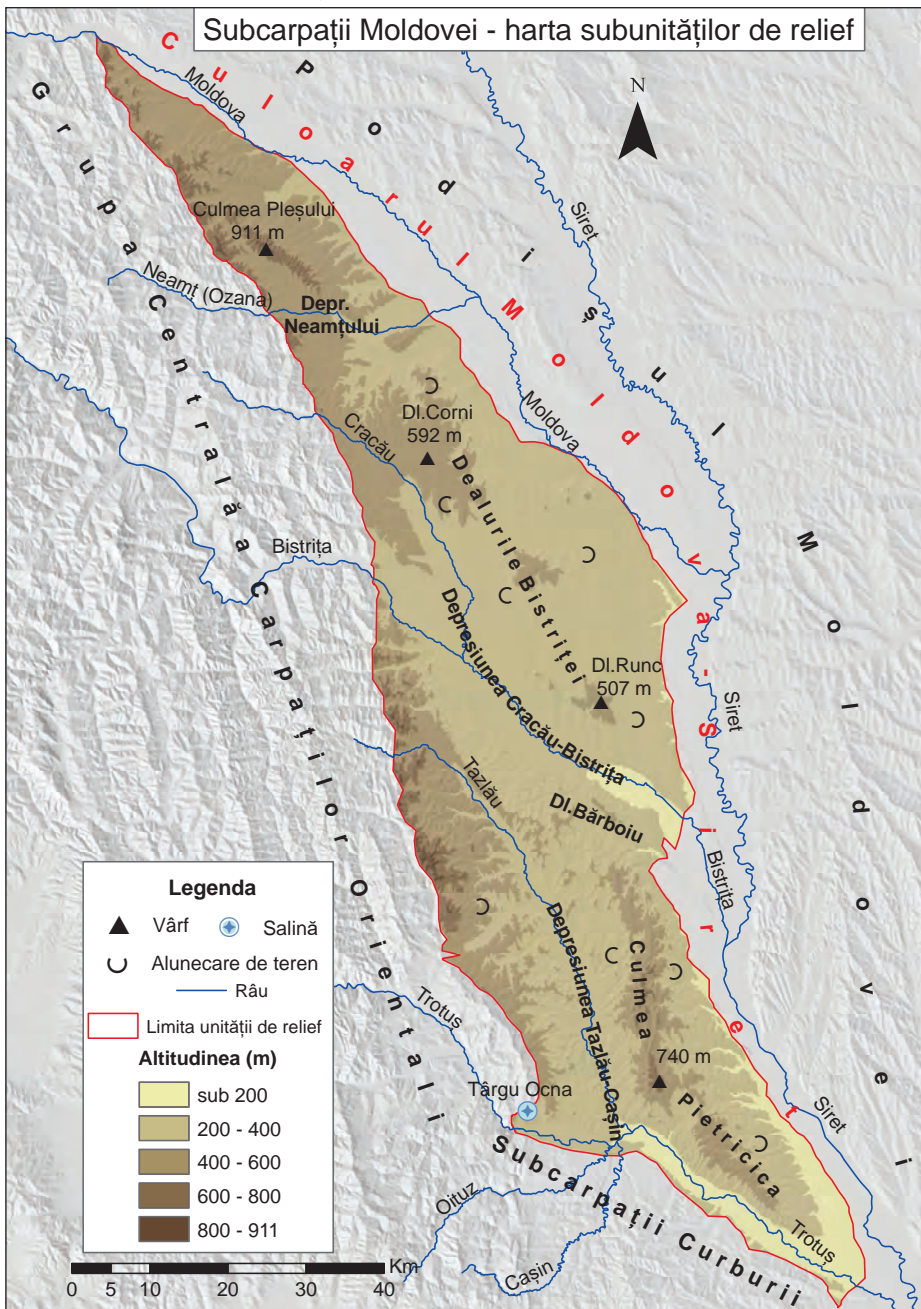 Subcarpații Moldovei - harta subunităților de relief
Culoarul Moldova-Siret
Podișul Moldovei
Grupa Centrală a Carpaților Orientali
N
Moldova
Siret
Culmea Pleșului
911 m
Neamț (Ozana)
Depr.
Neamțului
Dl.Corni
592 m
Moldova
Cracău
Dealurile Bistriței
Bistrița
Depresiunea Cracău-Bistrița
Dl.Runc
507 m
Siret
Tazlău
Dl.Bărboiu
Bistrița
Depresiunea Tazlău-Cașin
Culmea Pietricica
740 m
Trotuș
Târgu Ocna
Siret
Subcarpații Curburii
Oituz
Cașin
Trotuș
Legenda
Vârf
Salină
Alunecare de teren
Râu
Limita unității de relief
Altitudinea (m)
sub 200
200 - 400
400 - 600
600 - 800
800 - 911
Km
0 5 10 20 30 40